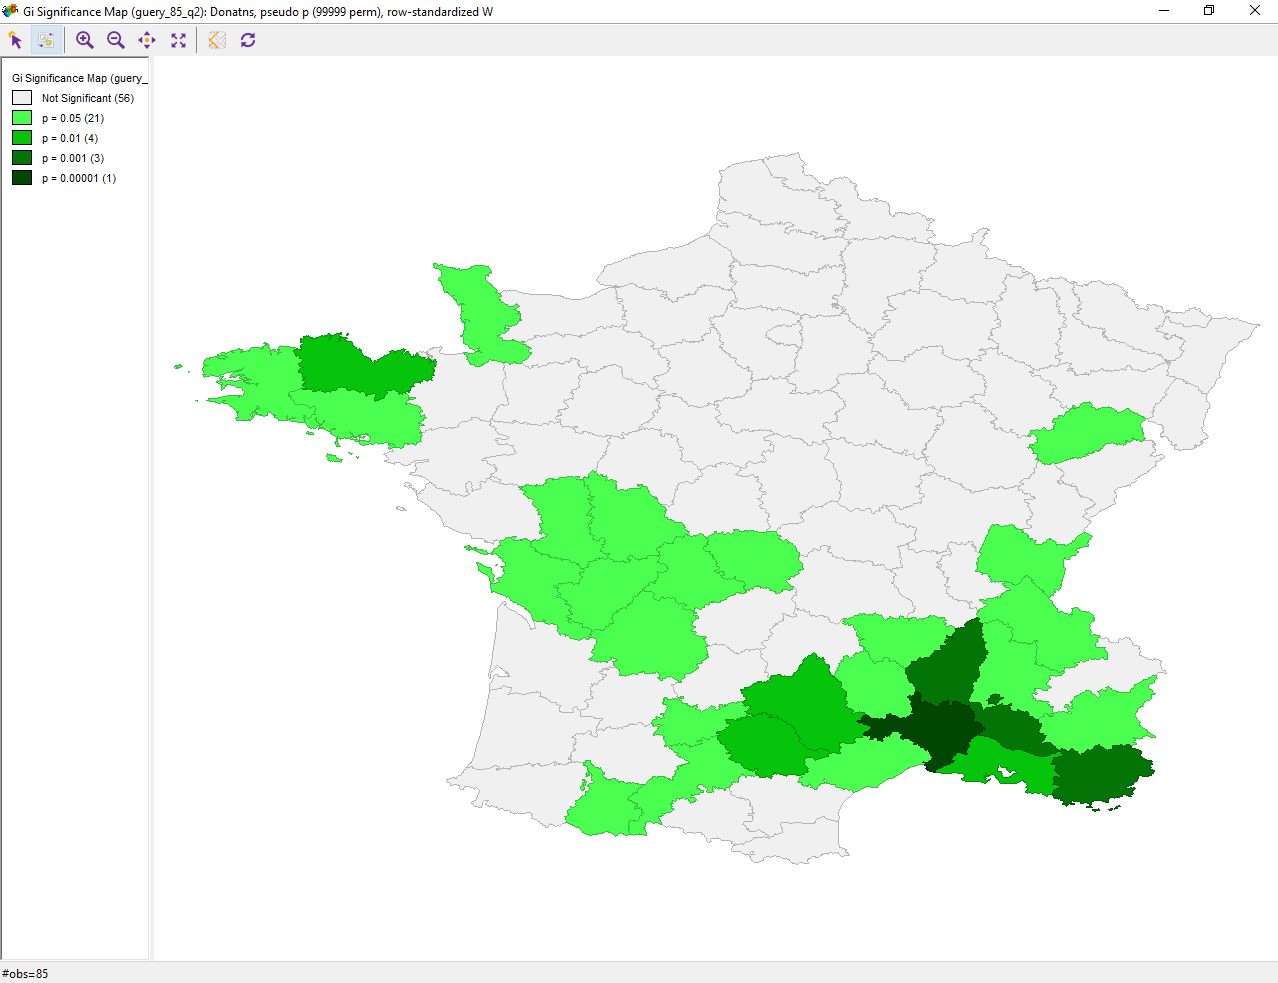 Gi Significance Map (guery_85_q2): Donatns, pseudo p (99999 perm), row-standardized W
Gi Significance Map (guery_
Not Significant (56)
p = 0.05 (21)
p = 0.01 (4)
p = 0.001 (3)
p = 0.00001 (1)
#obs=85